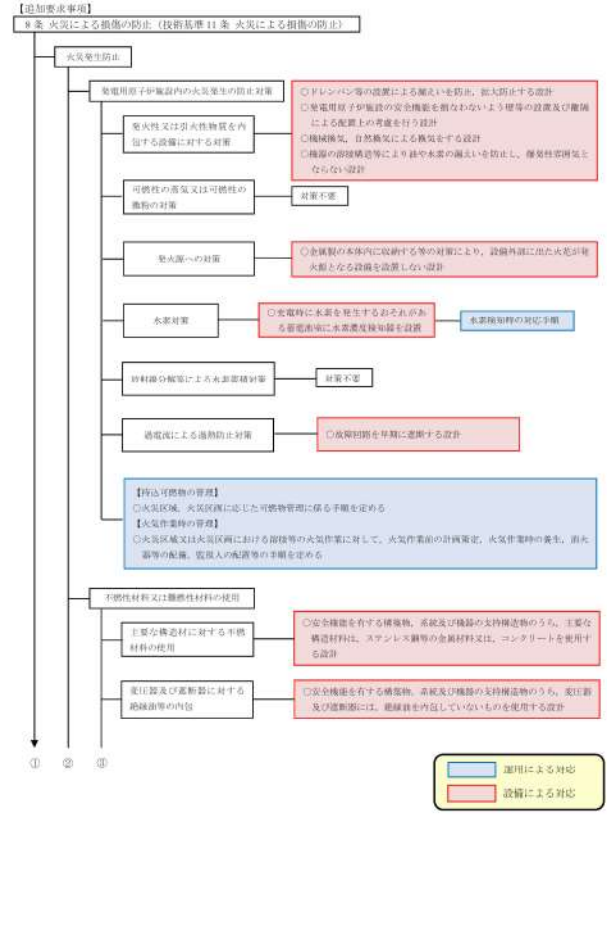 【追加要求事項】
8条 火災による損傷の防止（技術基準11条 火災による損傷の防止）
火災発生防止
発電用原子炉施設内の火災発生の防止対策
発火性又は引火性物質を内
包する設備に対する対策
○ドレンパン等の設置による漏えいを防止、拡大防止する設計
○発電用原子炉施設の安全機能を損なわないよう壁等の設置及び離隔
による配置上の考慮を行う設計
○機械換気，自然換気による換気をする設計
○機器の溶接構造等により油や水素の漏えいを防止し，爆発性雰囲気と
ならない設計
可燃性の蒸気又は可燃性の
微粉の対策
対策不要
発火源への対策
○金属製の本体内に収納する等の対策により，設備外部に出た火花が発
火源となる設備を設置しない設計
水素対策
○充電時に水素を発生するおそれがあ
る蓄電池室に水素濃度検知器を設置
水素検知時の対応手順
放射線分解等による水素蓄積対策
対策不要
過電流による過熱防止対策
○故障回路を早期に遮断する設計
【持込可燃物の管理】
○火災区域，火災区画に応じた可燃物管理に係る手順を定める
【火気作業時の管理】
○火災区域又は火災区画における溶接等の火気作業に対して，火気作業前の計画策定，火気作業時の養生，消火
器等の配備，監視人の配置等の手順を定める
不燃性材料又は難燃性材料の使用
主要な構造材に対する不燃
材料の使用
○安全機能を有する構築物，系統及び機器の支持構造物のうち，主要な
構造材料は，ステンレス鋼等の金属材料又は，コンクリートを使用す
る設計
変圧器及び遮断器に対する
絶縁油等の内包
○安全機能を有する構築物，系統及び機器の支持構造物のうち，変圧器
及び遮断器には，絶縁油を内包していないものを使用する設計
① ② ③
運用による対応
設備による対応